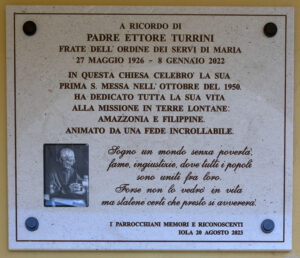 A RICORDO DI
PADRE ETTORE TURRINI
FRATE DELL'ORDINE DEI SERVI DI MARIA
27 MAGGIO 1926 - 8 GENNAIO 2022
IN QUESTA CHIESA CELEBRO' LA SUA
PRIMA S. MESSA NELL'OTTOBRE DEL 1950.
HA DEDICATO TUTTA LA SUA VITA
ALLA MISSIONE IN TERRE LONTANE:
AMAZZONIA E FILIPPINE.
ANIMATO DA UNA FEDE INCROLLABILE.
Sogno un mondo senza povertà,
fame, ingiustizie, dove tutti i popoli
sono uniti fra loro.
Forse non lo vedrò in vita
ma statene certi che presto si avvererà.
I PARROCCHIANI MEMORI E RICONOSCENTI
IOLA 20 AGOSTO 2023